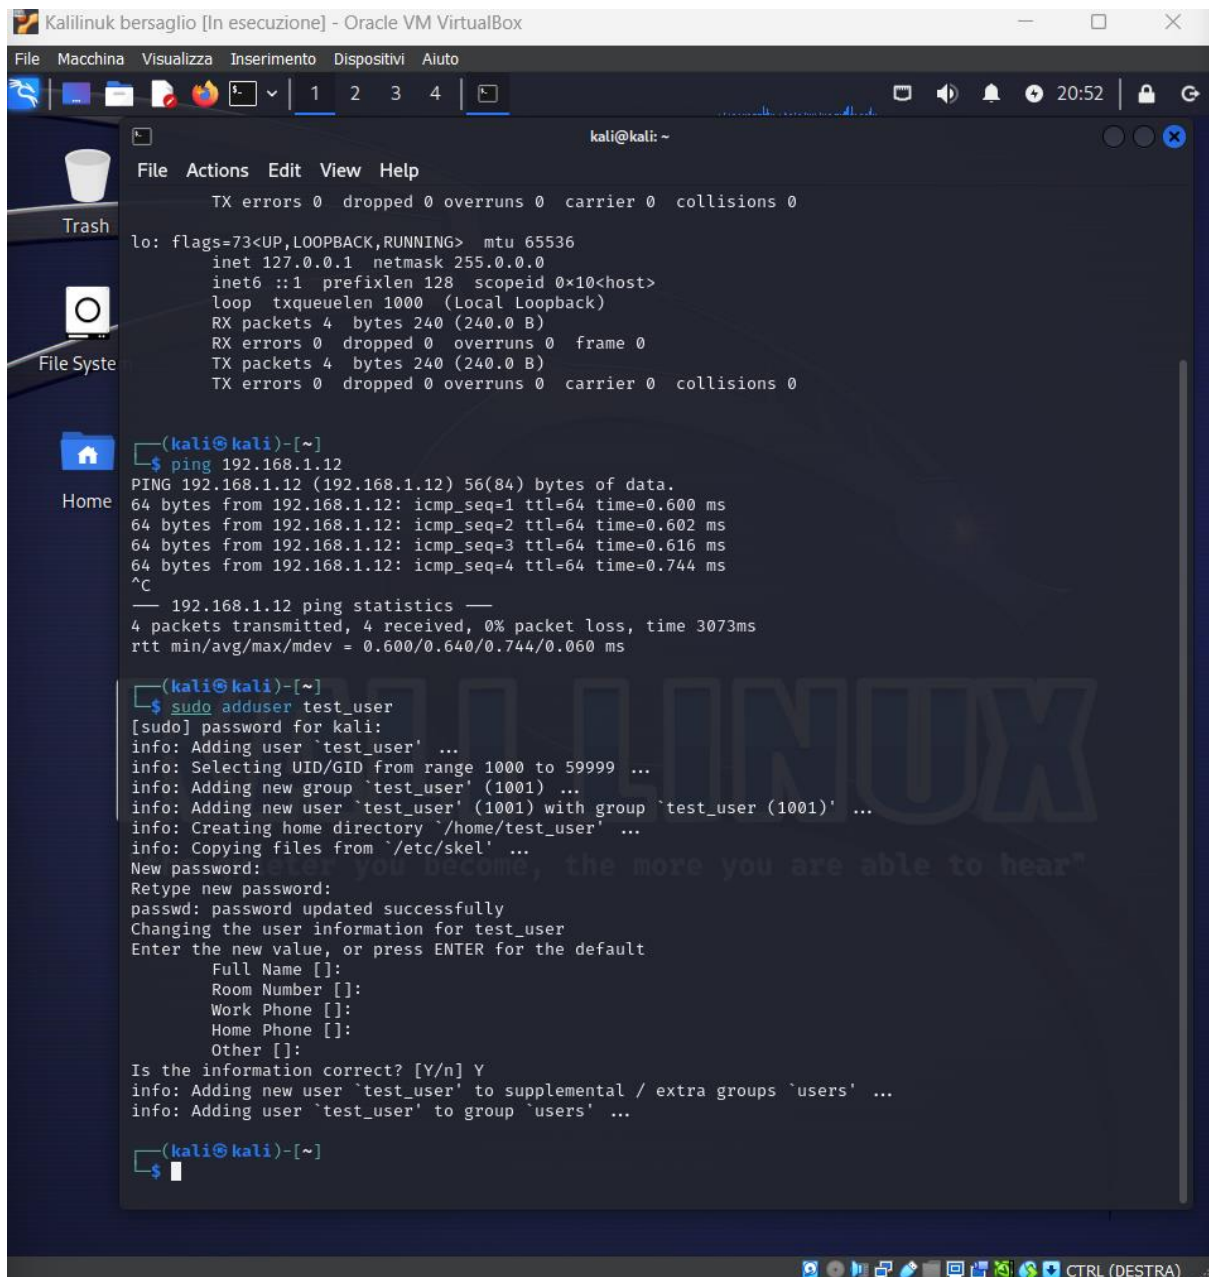 Kalilinuk bersaglio [In esecuzione] - Oracle VM VirtualBox
File Macchina Visualizza Inserimento Dispositivi Aiuto
1 2 3 4 20:52
kali@kali: ~
File Actions Edit View Help
Trash
File Syste
Home
TX errors 0 dropped 0 overruns 0 carrier 0 collisions 0
lo: flags=73<UP,LOOPBACK,RUNNING> mtu 65536
inet 127.0.0.1 netmask 255.0.0.0
inet6 ::1 prefixlen 128 scopeid 0×10<host>
loop txqueuelen 1000 (Local Loopback)
RX packets 4 bytes 240 (240.0 B)
RX errors 0 dropped 0 overruns 0 frame 0
TX packets 4 bytes 240 (240.0 B)
TX errors 0 dropped 0 overruns 0 carrier 0 collisions 0
┌──(kali㉿kali)-[~]
└─$ ping 192.168.1.12
PING 192.168.1.12 (192.168.1.12) 56(84) bytes of data.
64 bytes from 192.168.1.12: icmp_seq=1 ttl=64 time=0.600 ms
64 bytes from 192.168.1.12: icmp_seq=2 ttl=64 time=0.602 ms
64 bytes from 192.168.1.12: icmp_seq=3 ttl=64 time=0.616 ms
64 bytes from 192.168.1.12: icmp_seq=4 ttl=64 time=0.744 ms
^C
── 192.168.1.12 ping statistics ──
4 packets transmitted, 4 received, 0% packet loss, time 3073ms
rtt min/avg/max/mdev = 0.600/0.640/0.744/0.060 ms
┌──(kali㉿kali)-[~]
└─$ sudo adduser test_user
[sudo] password for kali:
info: Adding user `test_user' ...
info: Selecting UID/GID from range 1000 to 59999 ...
info: Adding new group `test_user' (1001) ...
info: Adding new user `test_user' (1001) with group `test_user (1001)' ...
info: Creating home directory `/home/test_user' ...
info: Copying files from `/etc/skel' ...
New password:
Retype new password:
passwd: password updated successfully
Changing the user information for test_user
Enter the new value, or press ENTER for the default
Full Name []:
Room Number []:
Work Phone []:
Home Phone []:
Other []:
Is the information correct? [Y/n] Y
info: Adding new user `test_user' to supplemental / extra groups `users' ...
info: Adding user `test_user' to group `users' ...
┌──(kali㉿kali)-[~]
└─$
KALI LINUX
you become, the more you are able to hear"
CTRL (DESTRA)